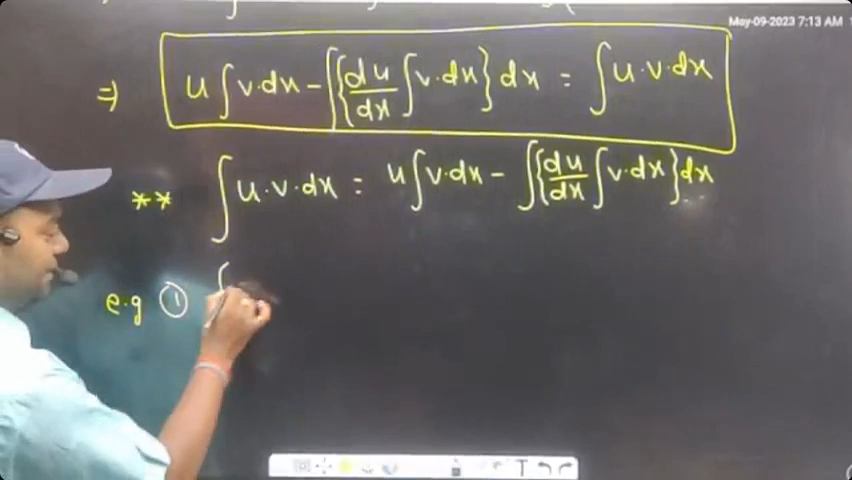 May-09-2023 7:13 AM
⇒ u∫v·dx - ∫{du/dx ∫v·dx}dx = ∫u·v·dx
** ∫u·v·dx = u∫v·dx - ∫{du/dx ∫v·dx}dx
e.g ① ∫
T